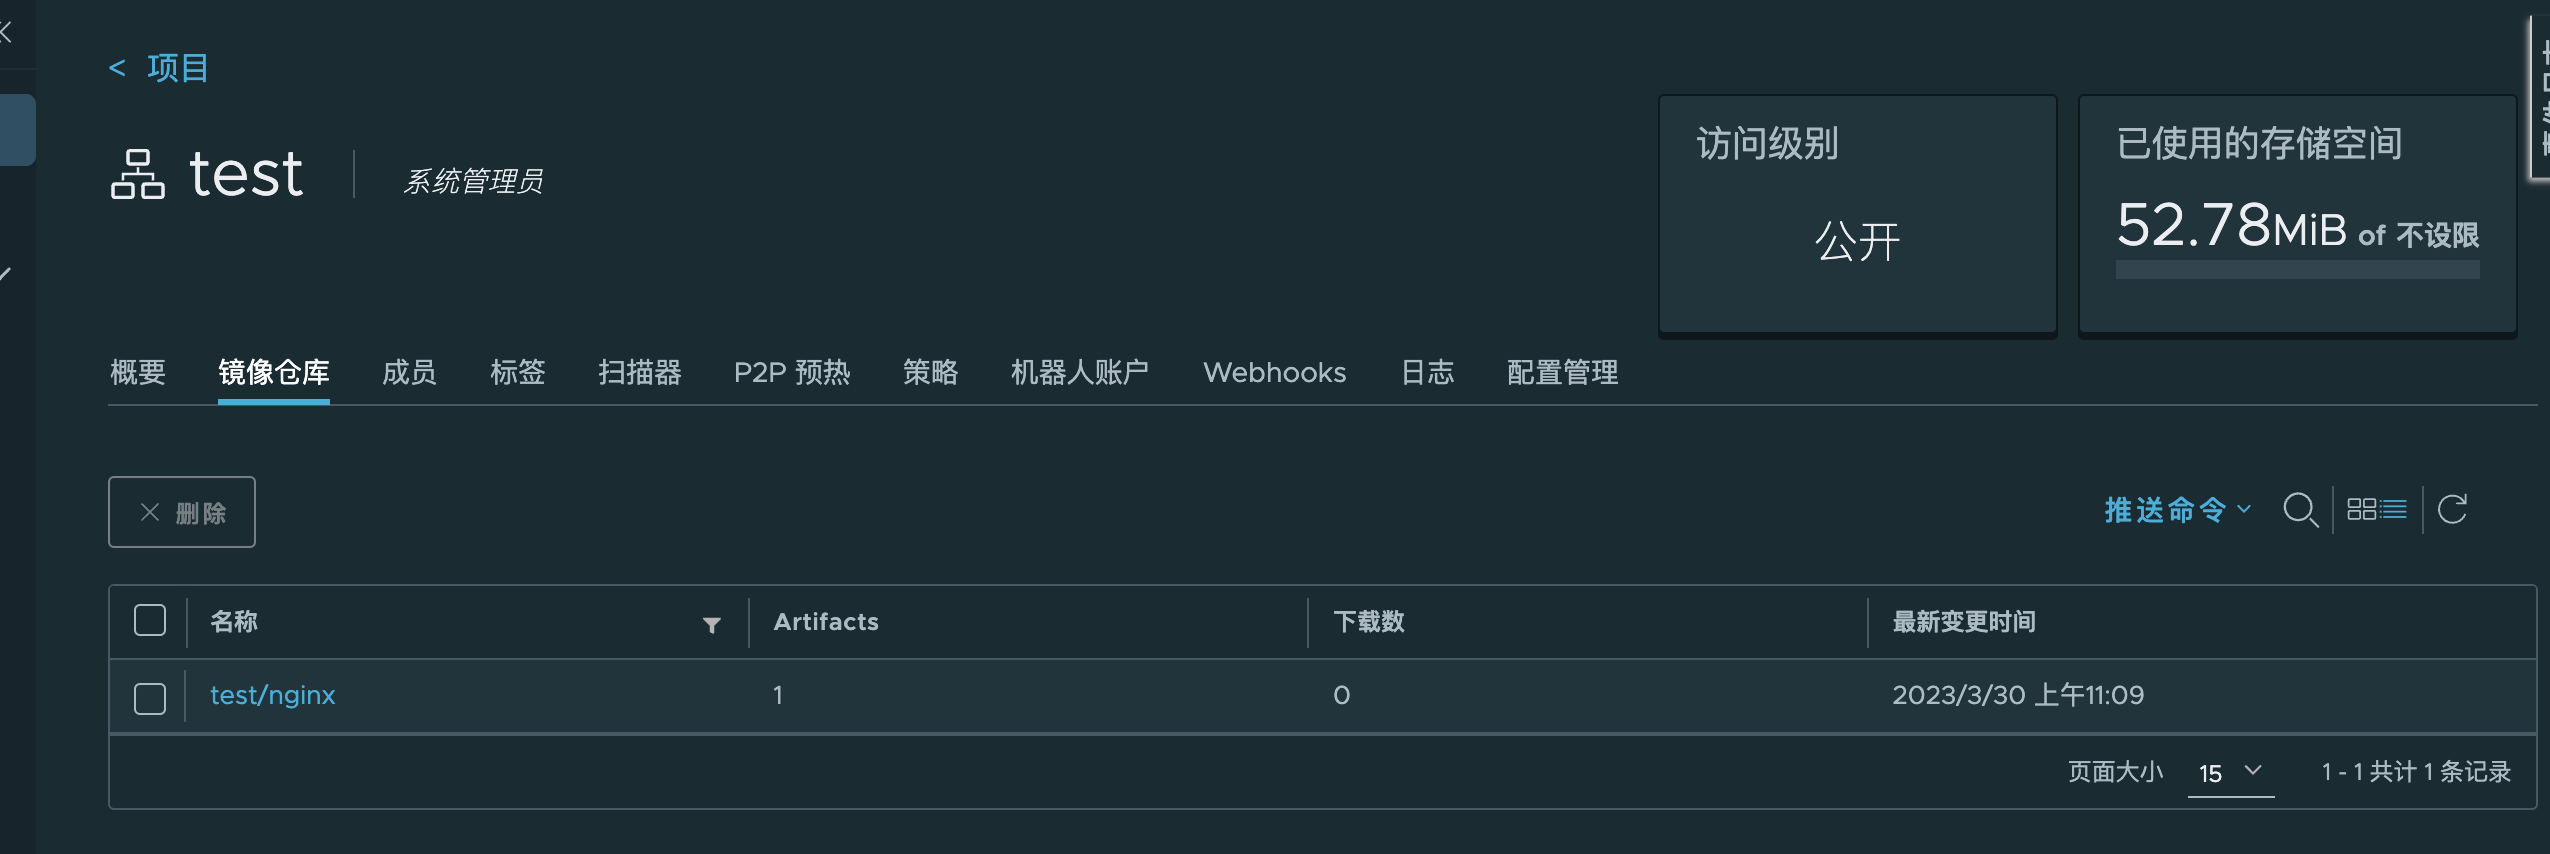 < 项目
test 系统管理员
访问级别
公开
已使用的存储空间
52.78MiB of 不设限
概要 镜像仓库 成员 标签 扫描器 P2P 预热 策略 机器人账户 Webhooks 日志 配置管理
删除 推送命令
名称 Artifacts 下载数 最新变更时间
test/nginx 1 0 2023/3/30 上午11:09
页面大小 15 1 - 1 共计 1 条记录